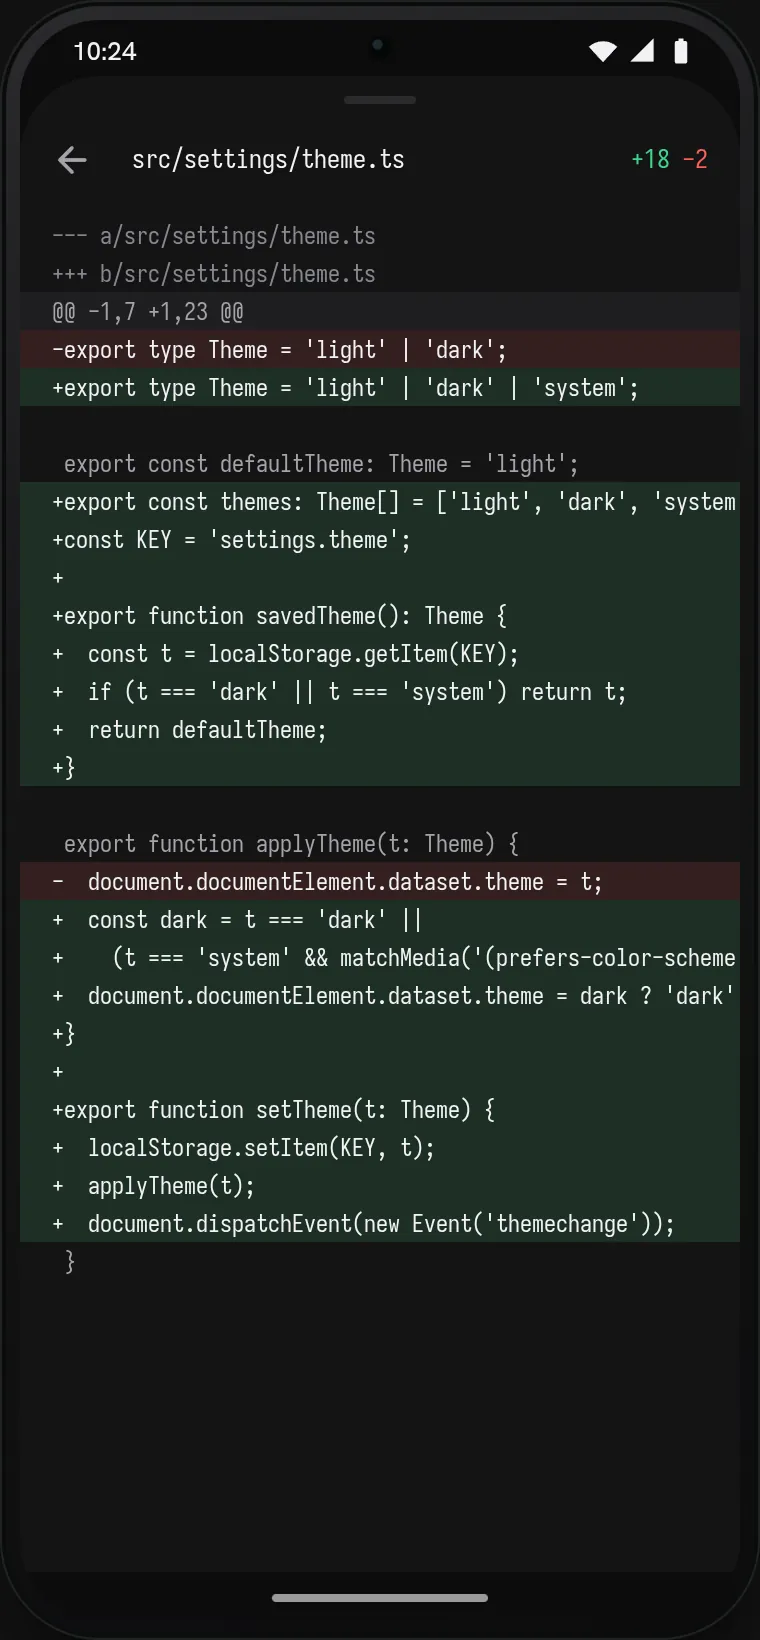 10:24
src/settings/theme.ts +18 -2
--- a/src/settings/theme.ts
+++ b/src/settings/theme.ts
@@ -1,7 +1,23 @@
-export type Theme = 'light' | 'dark';
+export type Theme = 'light' | 'dark' | 'system';
 export const defaultTheme: Theme = 'light';
+export const themes: Theme[] = ['light', 'dark', 'system
+const KEY = 'settings.theme';
+
+export function savedTheme(): Theme {
+  const t = localStorage.getItem(KEY);
+  if (t === 'dark' || t === 'system') return t;
+  return defaultTheme;
+}
 export function applyTheme(t: Theme) {
-  document.documentElement.dataset.theme = t;
+  const dark = t === 'dark' ||
+    (t === 'system' && matchMedia('(prefers-color-scheme
+  document.documentElement.dataset.theme = dark ? 'dark'
+}
+
+export function setTheme(t: Theme) {
+  localStorage.setItem(KEY, t);
+  applyTheme(t);
+  document.dispatchEvent(new Event('themechange'));
 }